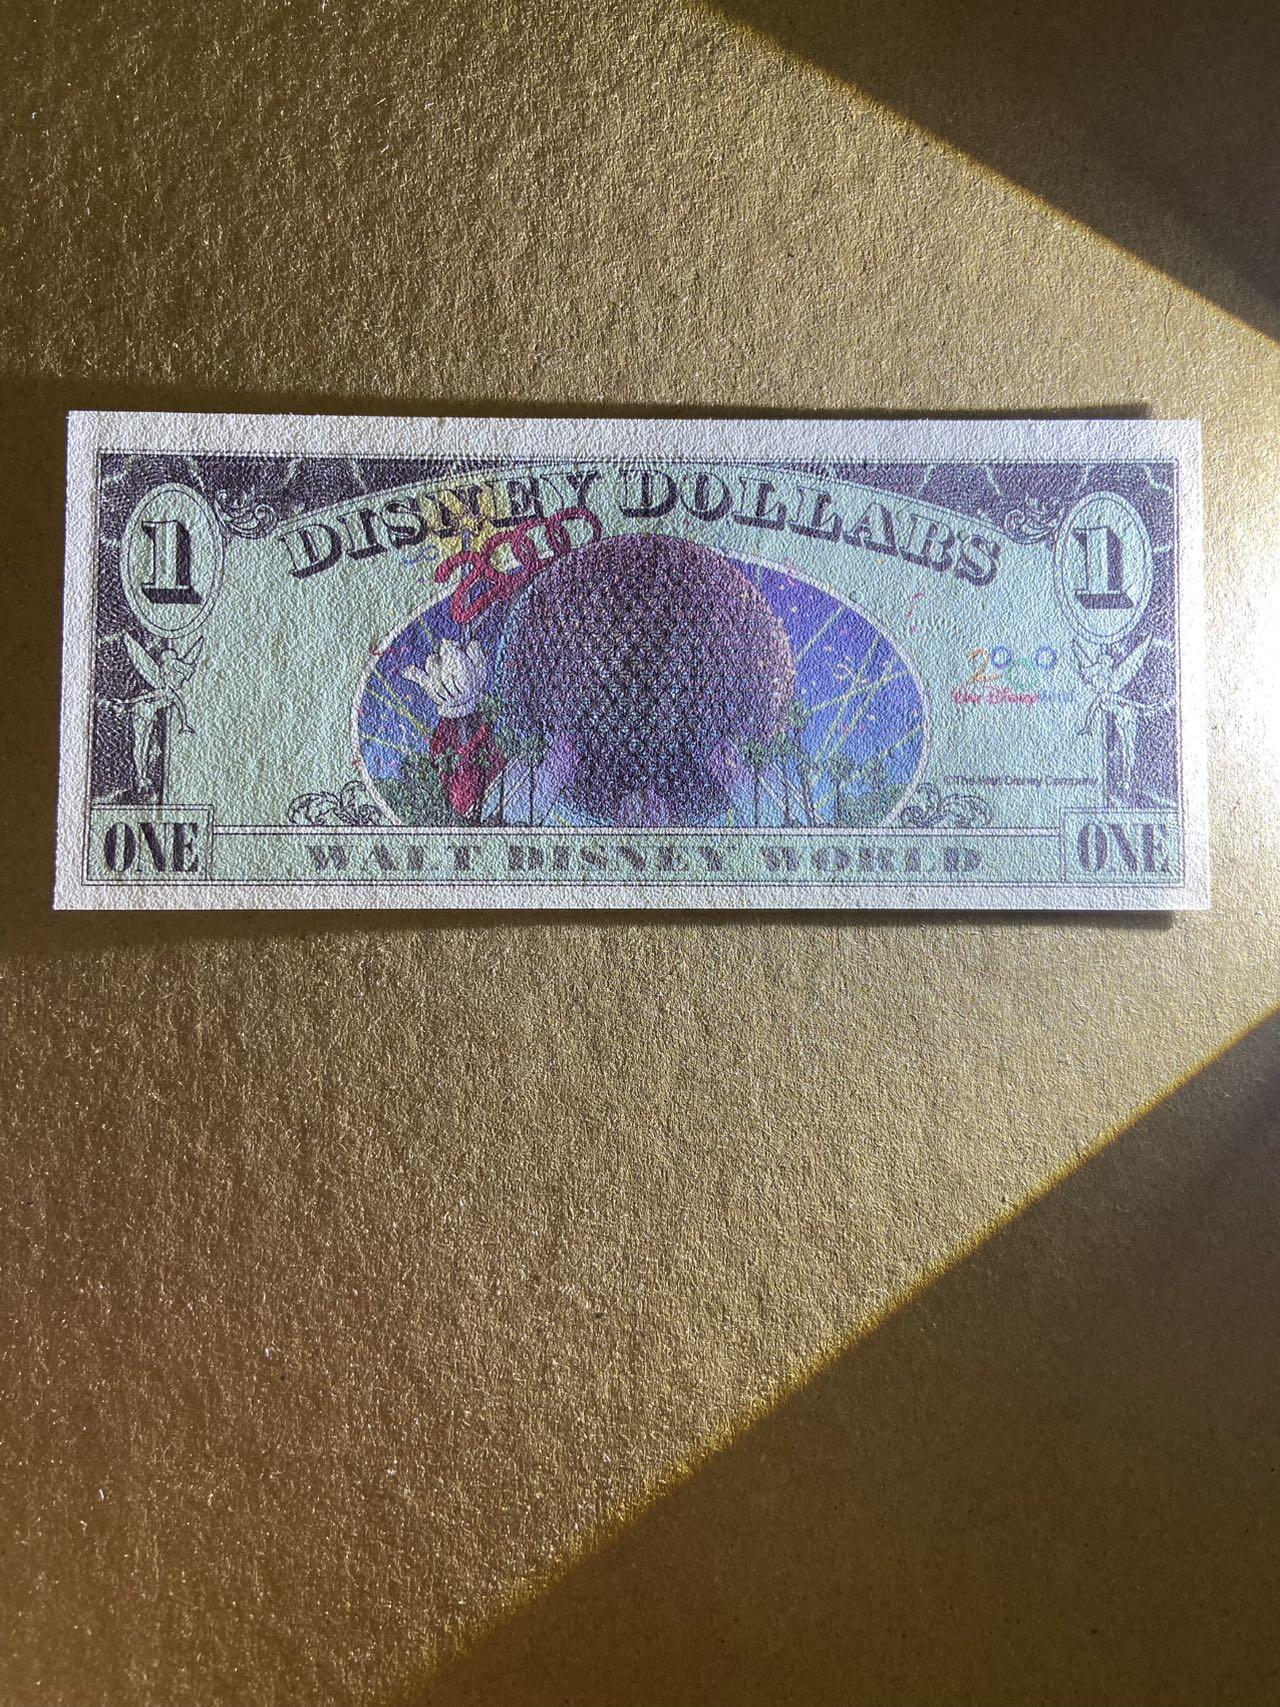 DISNEY DOLLARS
1
1
2000
2000
Walt Disney World
©The Walt Disney Company
ONE
WALT DISNEY WORLD
ONE